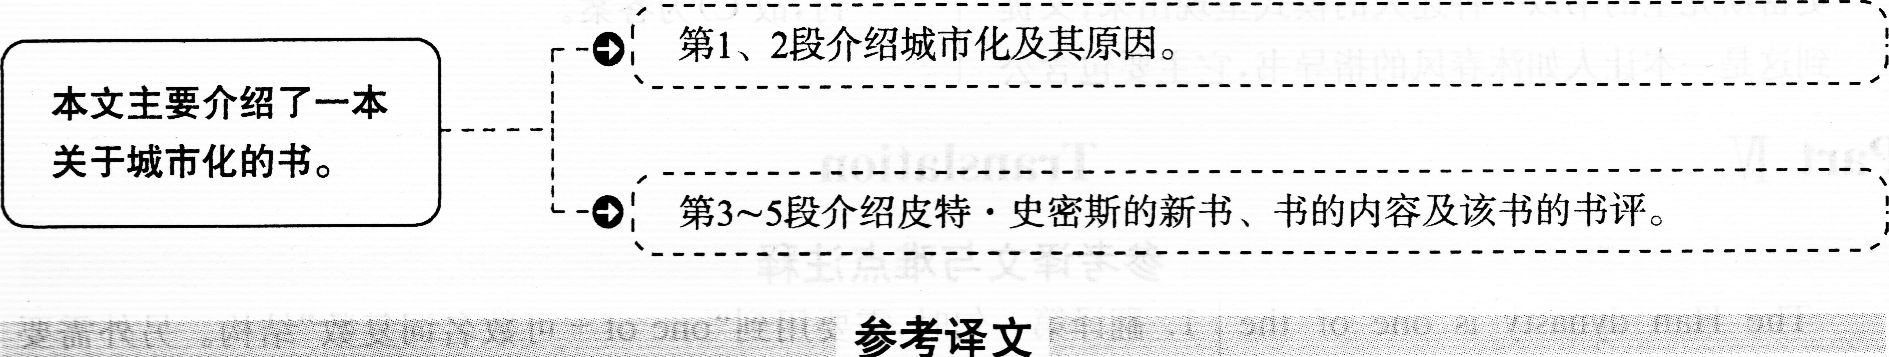 本文主要介绍了一本
关于城市化的书。
第1、2段介绍城市化及其原因。
第3~5段介绍皮特·史密斯的新书、书的内容及该书的书评。
参考译文